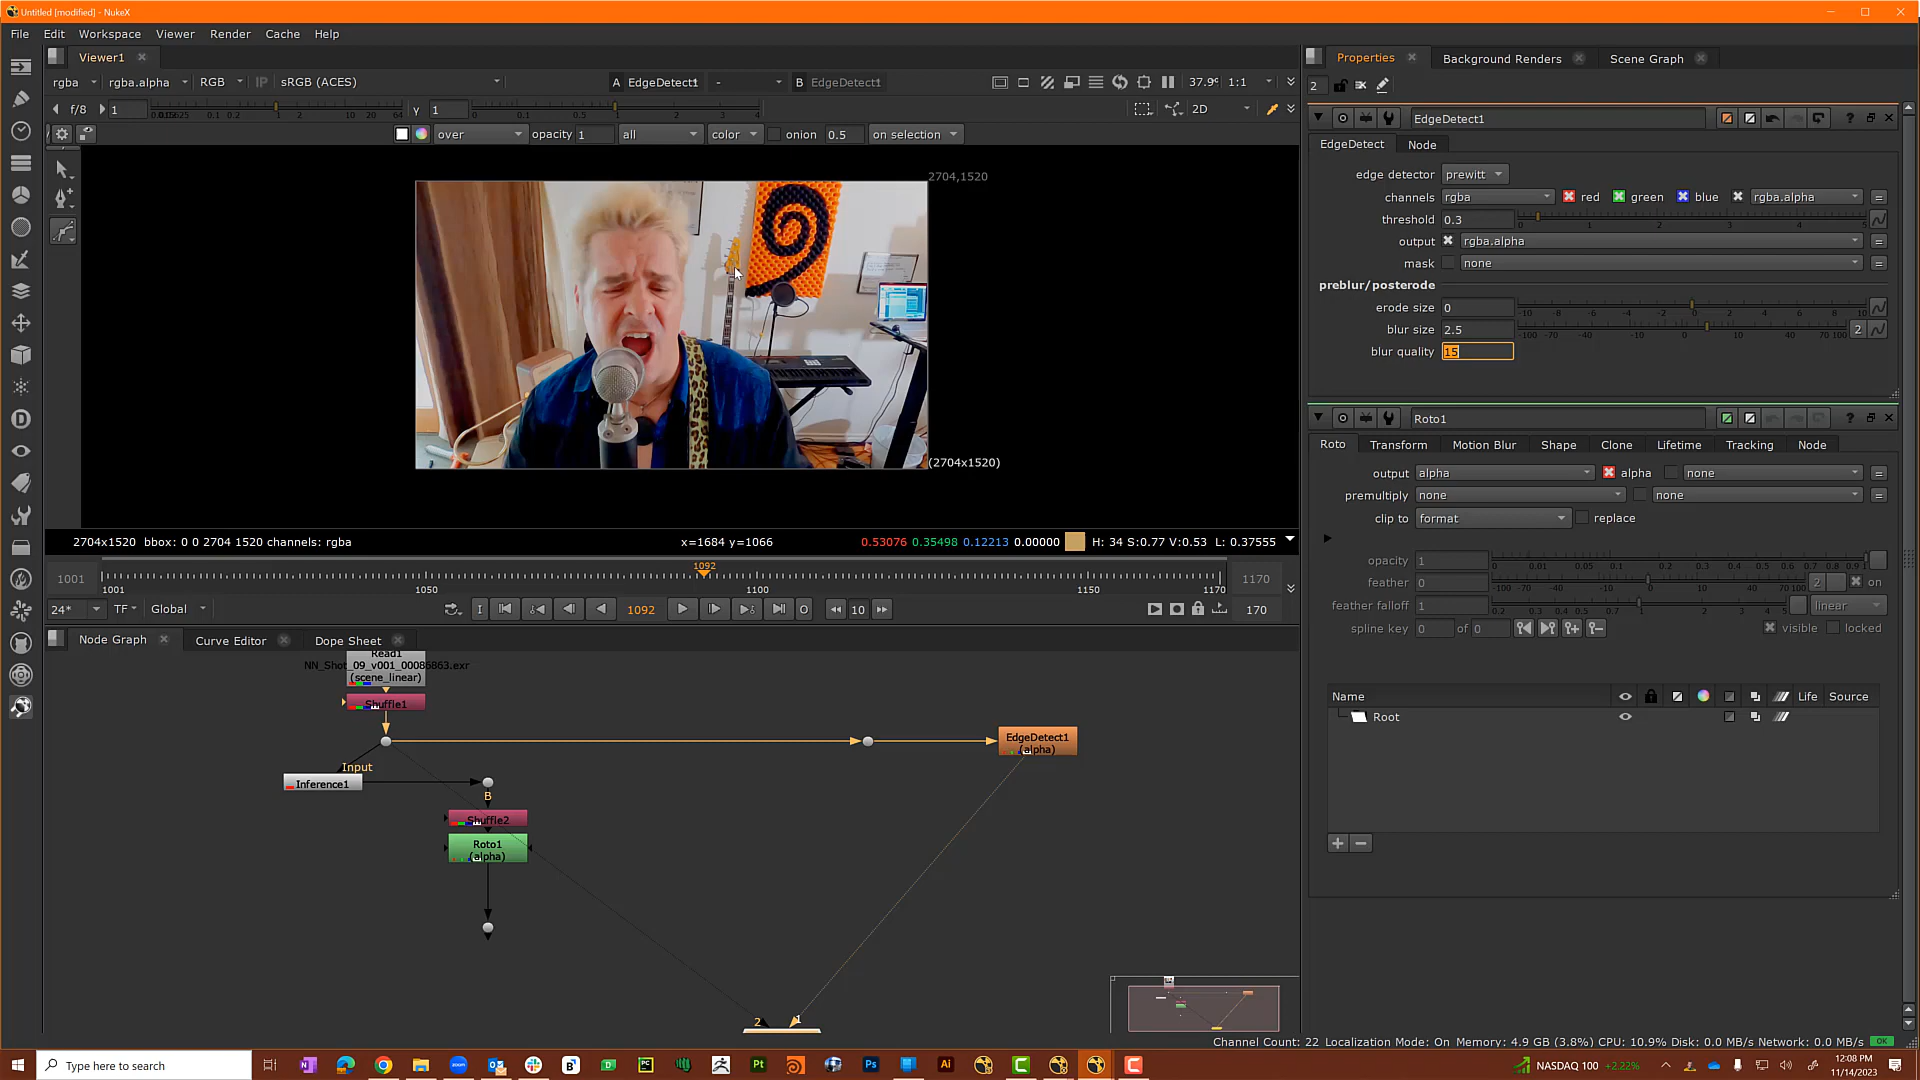 Untitled [modified] - NukeX
File Edit Workspace Viewer Render Cache Help
Viewer1
rgba rgba.alpha RGB IP sRGB (ACES) A EdgeDetect1 - B EdgeDetect1 37.9% 1:1
f/8 1 γ 1 2D
over opacity 1 all color onion 0.5 on selection
2704,1520
(2704x1520)
2704x1520 bbox: 0 0 2704 1520 channels: rgba x=1684 y=1066 0.53076 0.35498 0.12213 0.00000 H: 34 S:0.77 V:0.53 L: 0.37555
1001 1092 1170
1001 1050 1100 1150 1170
24* TF Global 1092 10 170
Node Graph Curve Editor Dope Sheet
Read1
NN_Shot_09_v001_00086863.exr
(scene_linear)
Shuffle1
EdgeDetect1
(alpha)
Input
Inference1
B
Shuffle2
Roto1
(alpha)
2 1
Properties Background Renders Scene Graph
2
EdgeDetect1
EdgeDetect Node
edge detector prewitt
channels rgba red green blue rgba.alpha
threshold 0.3
output rgba.alpha
mask none
preblur/posterode
erode size 0
blur size 2.5 2
blur quality 15
Roto1
Roto Transform Motion Blur Shape Clone Lifetime Tracking Node
output alpha alpha none
premultiply none none
clip to format replace
opacity 1
feather 0 2 on
feather falloff 1 linear
spline key 0 of 0 visible locked
Name Life Source
Root
Channel Count: 22 Localization Mode: On Memory: 4.9 GB (3.8%) CPU: 10.9% Disk: 0.0 MB/s Network: 0.0 MB/s OK
Type here to search
NASDAQ 100 +2.22%
12:08 PM
11/14/2023